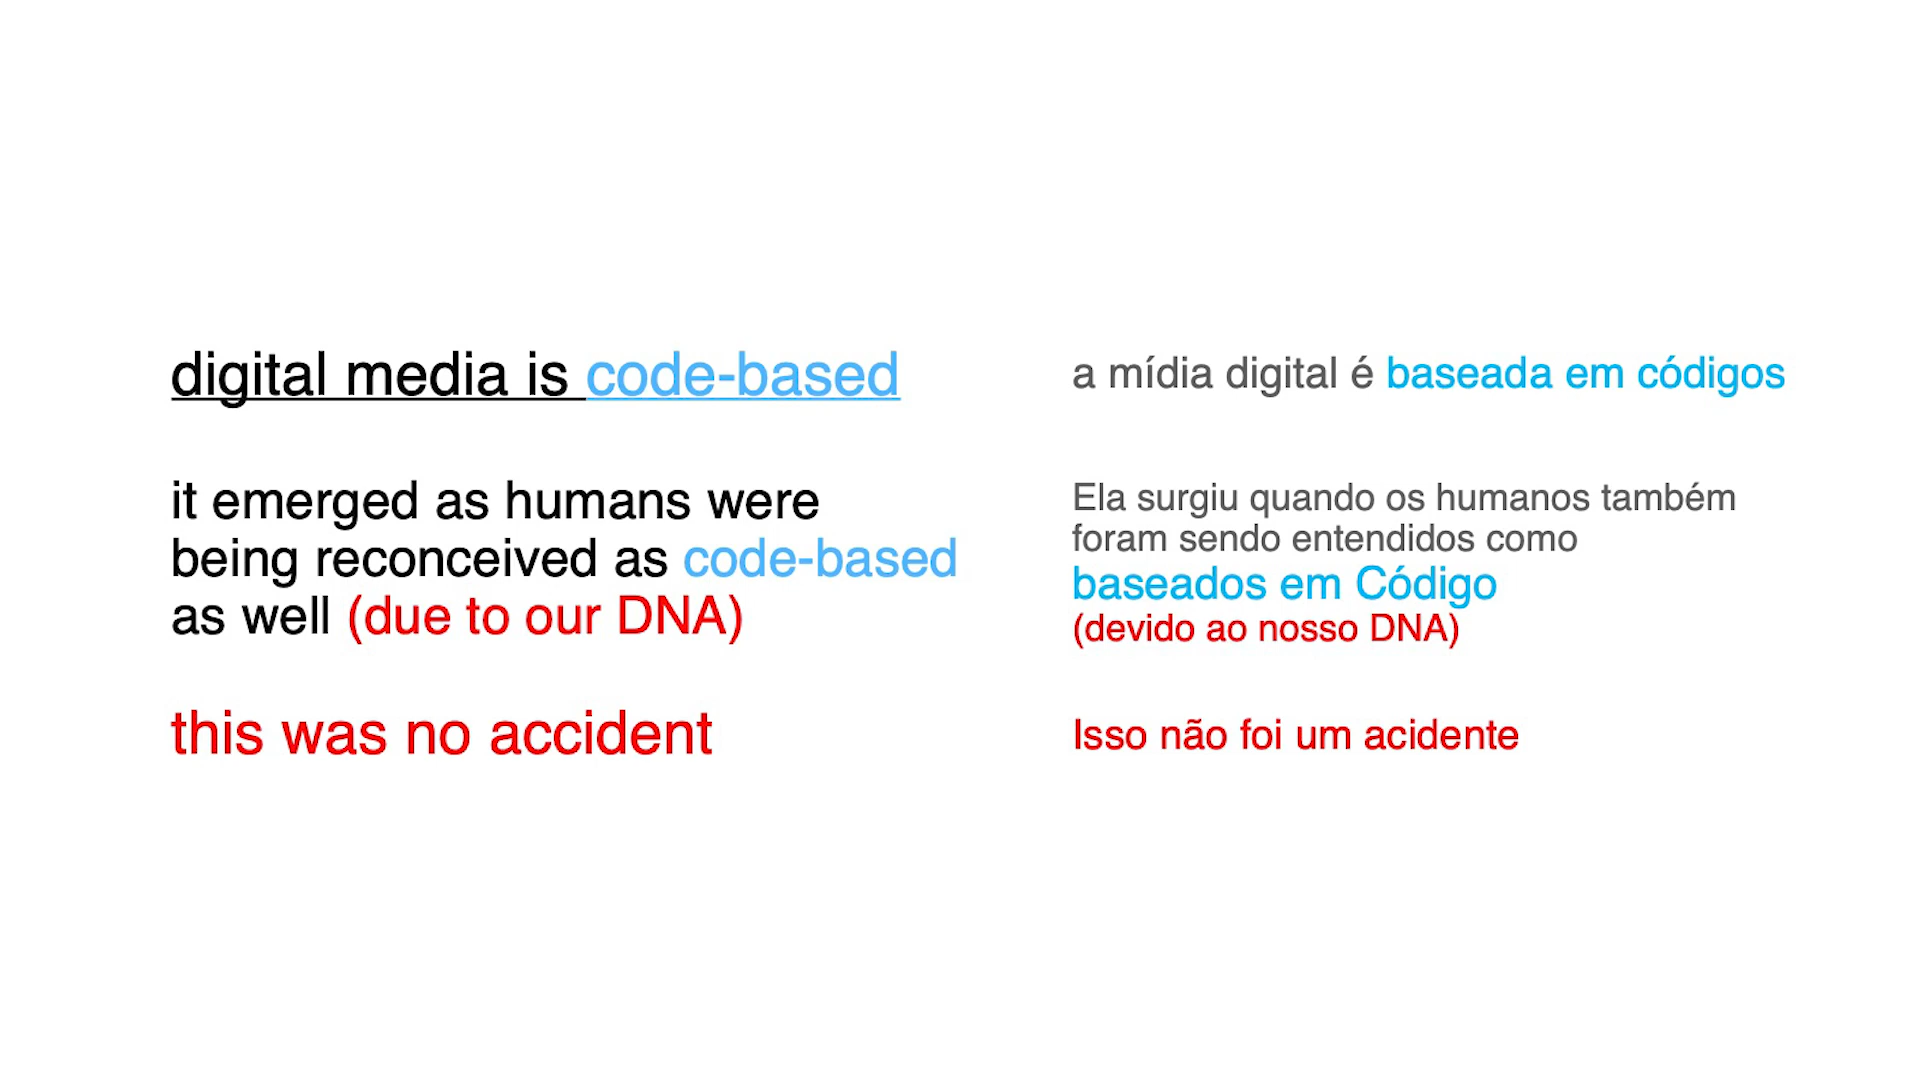 digital media is code-based
it emerged as humans were
being reconceived as code-based
as well (due to our DNA)
this was no accident
a mídia digital é baseada em códigos
Ela surgiu quando os humanos também
foram sendo entendidos como
baseados em Código
(devido ao nosso DNA)
Isso não foi um acidente